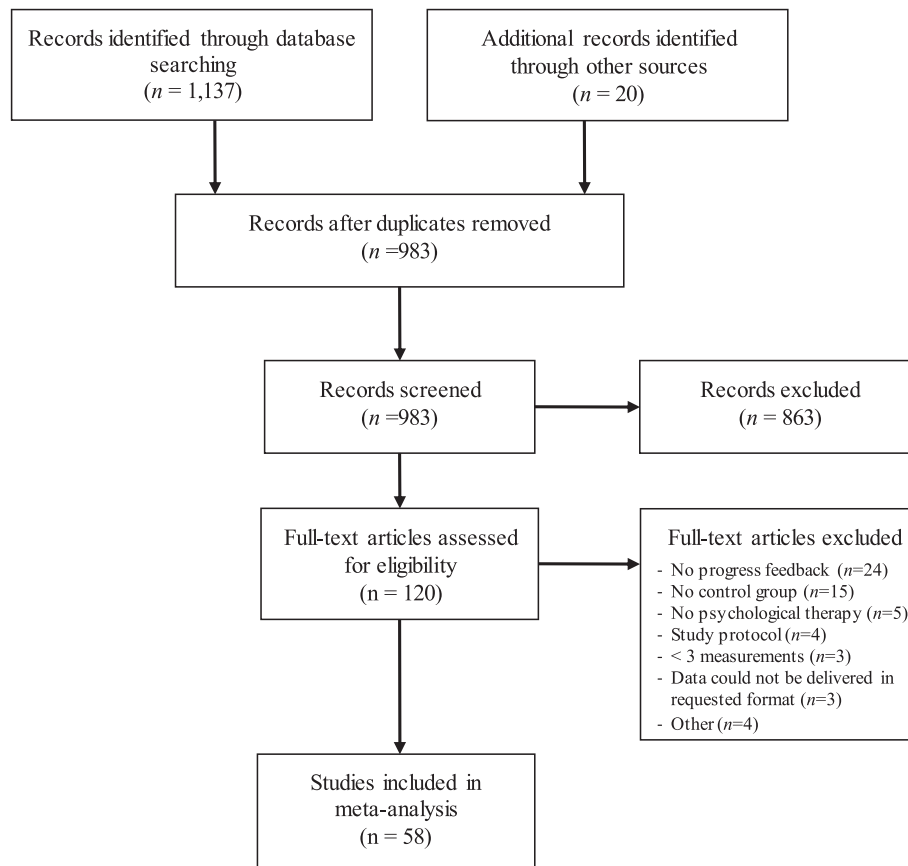 Records identified through database
searching
(n = 1,137)
Additional records identified
through other sources
(n = 20)
Records after duplicates removed
(n =983)
Records screened
(n =983)
Records excluded
(n = 863)
Full-text articles assessed
for eligibility
(n = 120)
Full-text articles excluded
- No progress feedback (n=24)
- No control group (n=15)
- No psychological therapy (n=5)
- Study protocol (n=4)
- < 3 measurements (n=3)
- Data could not be delivered in
requested format (n=3)
- Other (n=4)
Studies included in
meta-analysis
(n = 58)